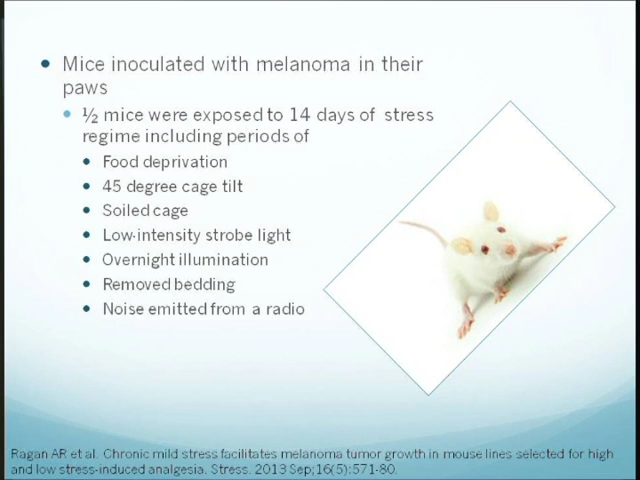 Mice inoculated with melanoma in their
paws
½ mice were exposed to 14 days of stress
regime including periods of
Food deprivation
45 degree cage tilt
Soiled cage
Low-intensity strobe light
Overnight illumination
Removed bedding
Noise emitted from a radio
Ragan AR et al. Chronic mild stress facilitates melanoma tumor growth in mouse lines selected for high
and low stress-induced analgesia. Stress. 2013 Sep;16(5):571-80.